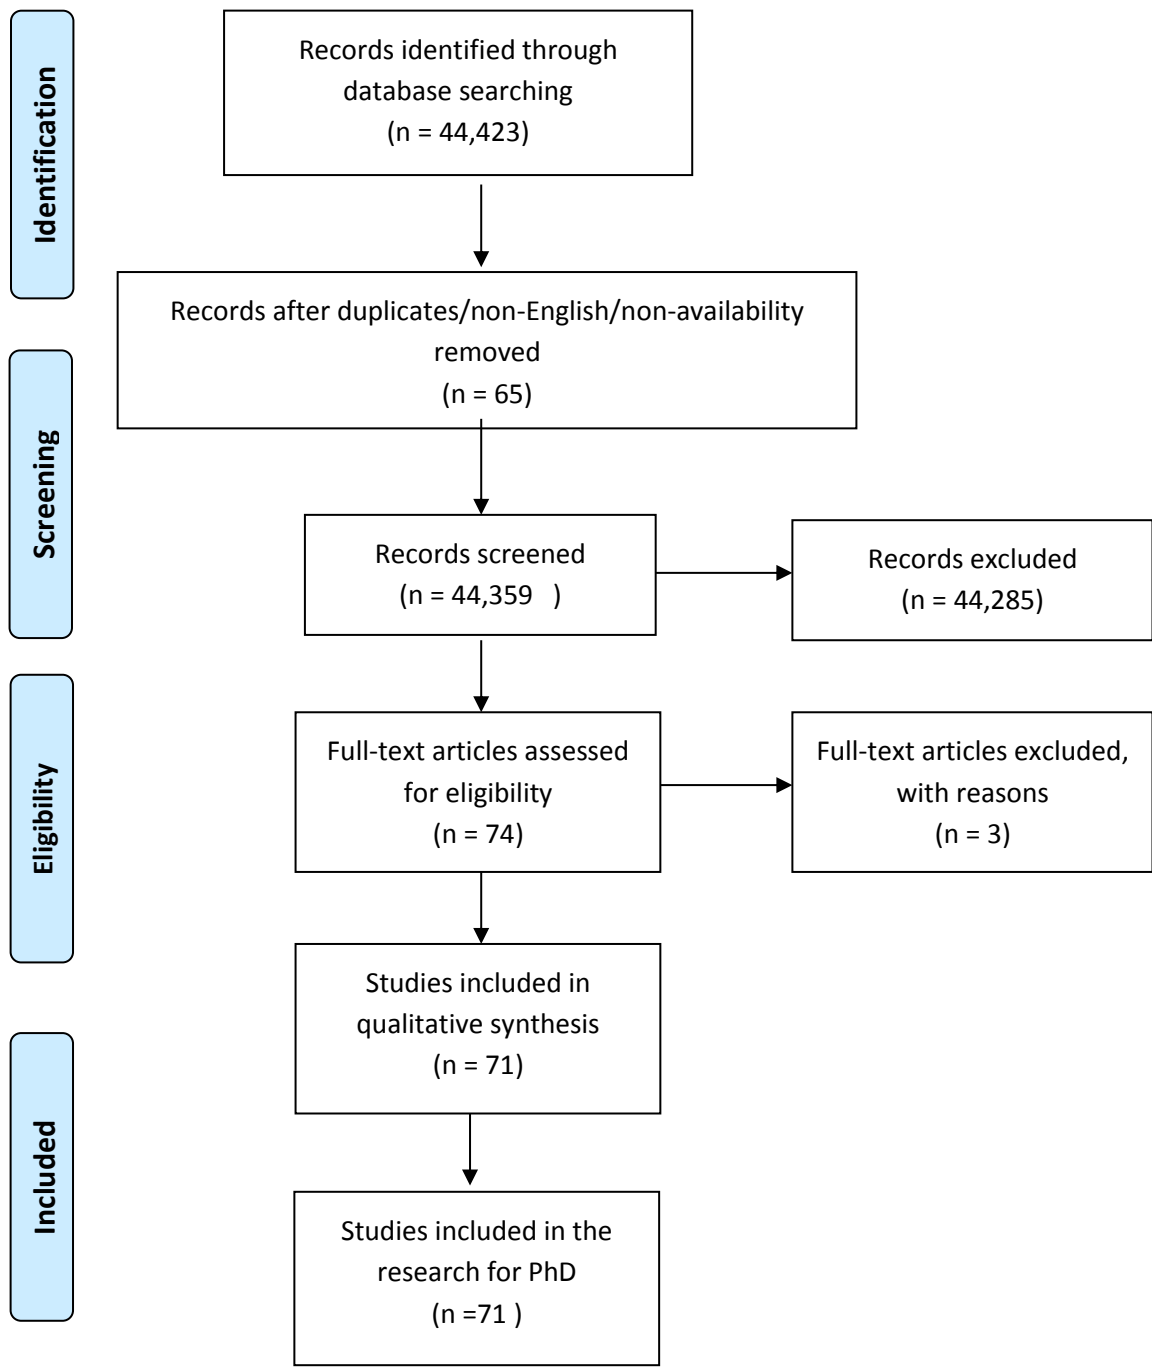 Identification
Records identified through
database searching
(n = 44,423)
Records after duplicates/non-English/non-availability
removed
(n = 65)
Screening
Records screened
(n = 44,359   )
Records excluded
(n = 44,285)
Eligibility
Full-text articles assessed
for eligibility
(n = 74)
Full-text articles excluded,
with reasons
(n = 3)
Included
Studies included in
qualitative synthesis
(n = 71)
Studies included in the
research for PhD
(n =71 )